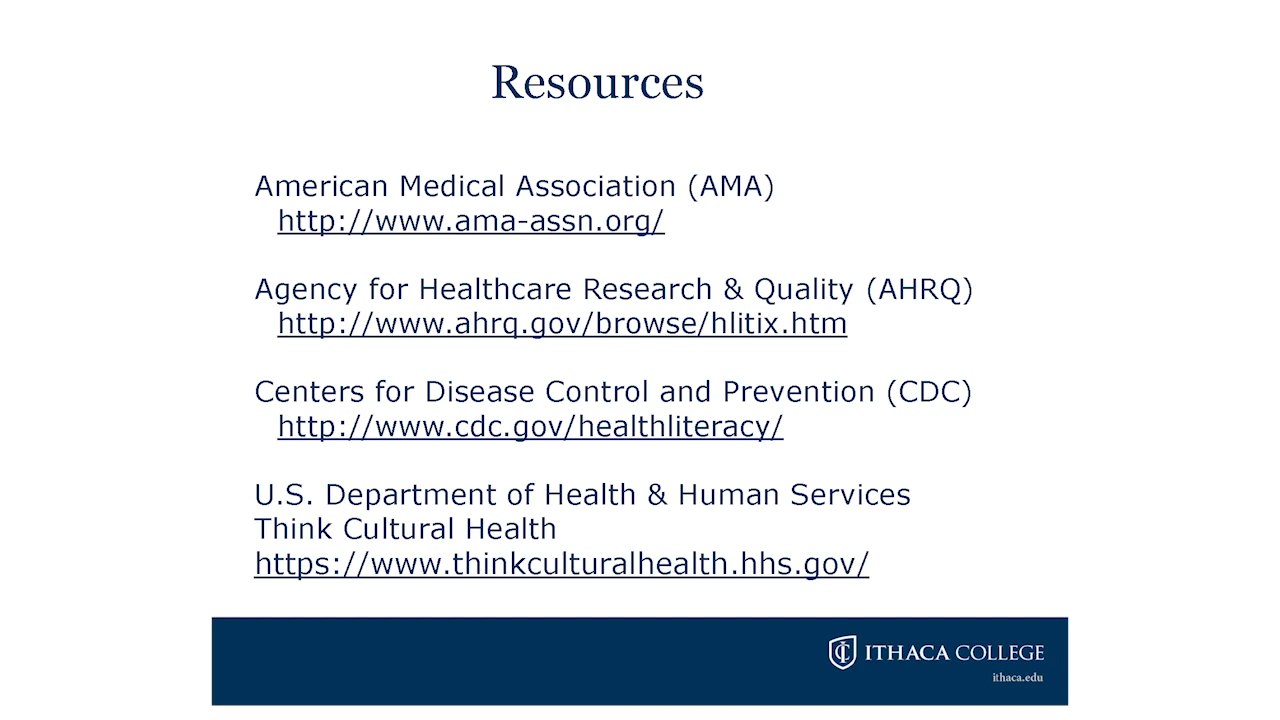 Resources
American Medical Association (AMA)
http://www.ama-assn.org/
Agency for Healthcare Research & Quality (AHRQ)
http://www.ahrq.gov/browse/hlitix.htm
Centers for Disease Control and Prevention (CDC)
http://www.cdc.gov/healthliteracy/
U.S. Department of Health & Human Services
Think Cultural Health
https://www.thinkculturalhealth.hhs.gov/
ITHACA COLLEGE
ithaca.edu